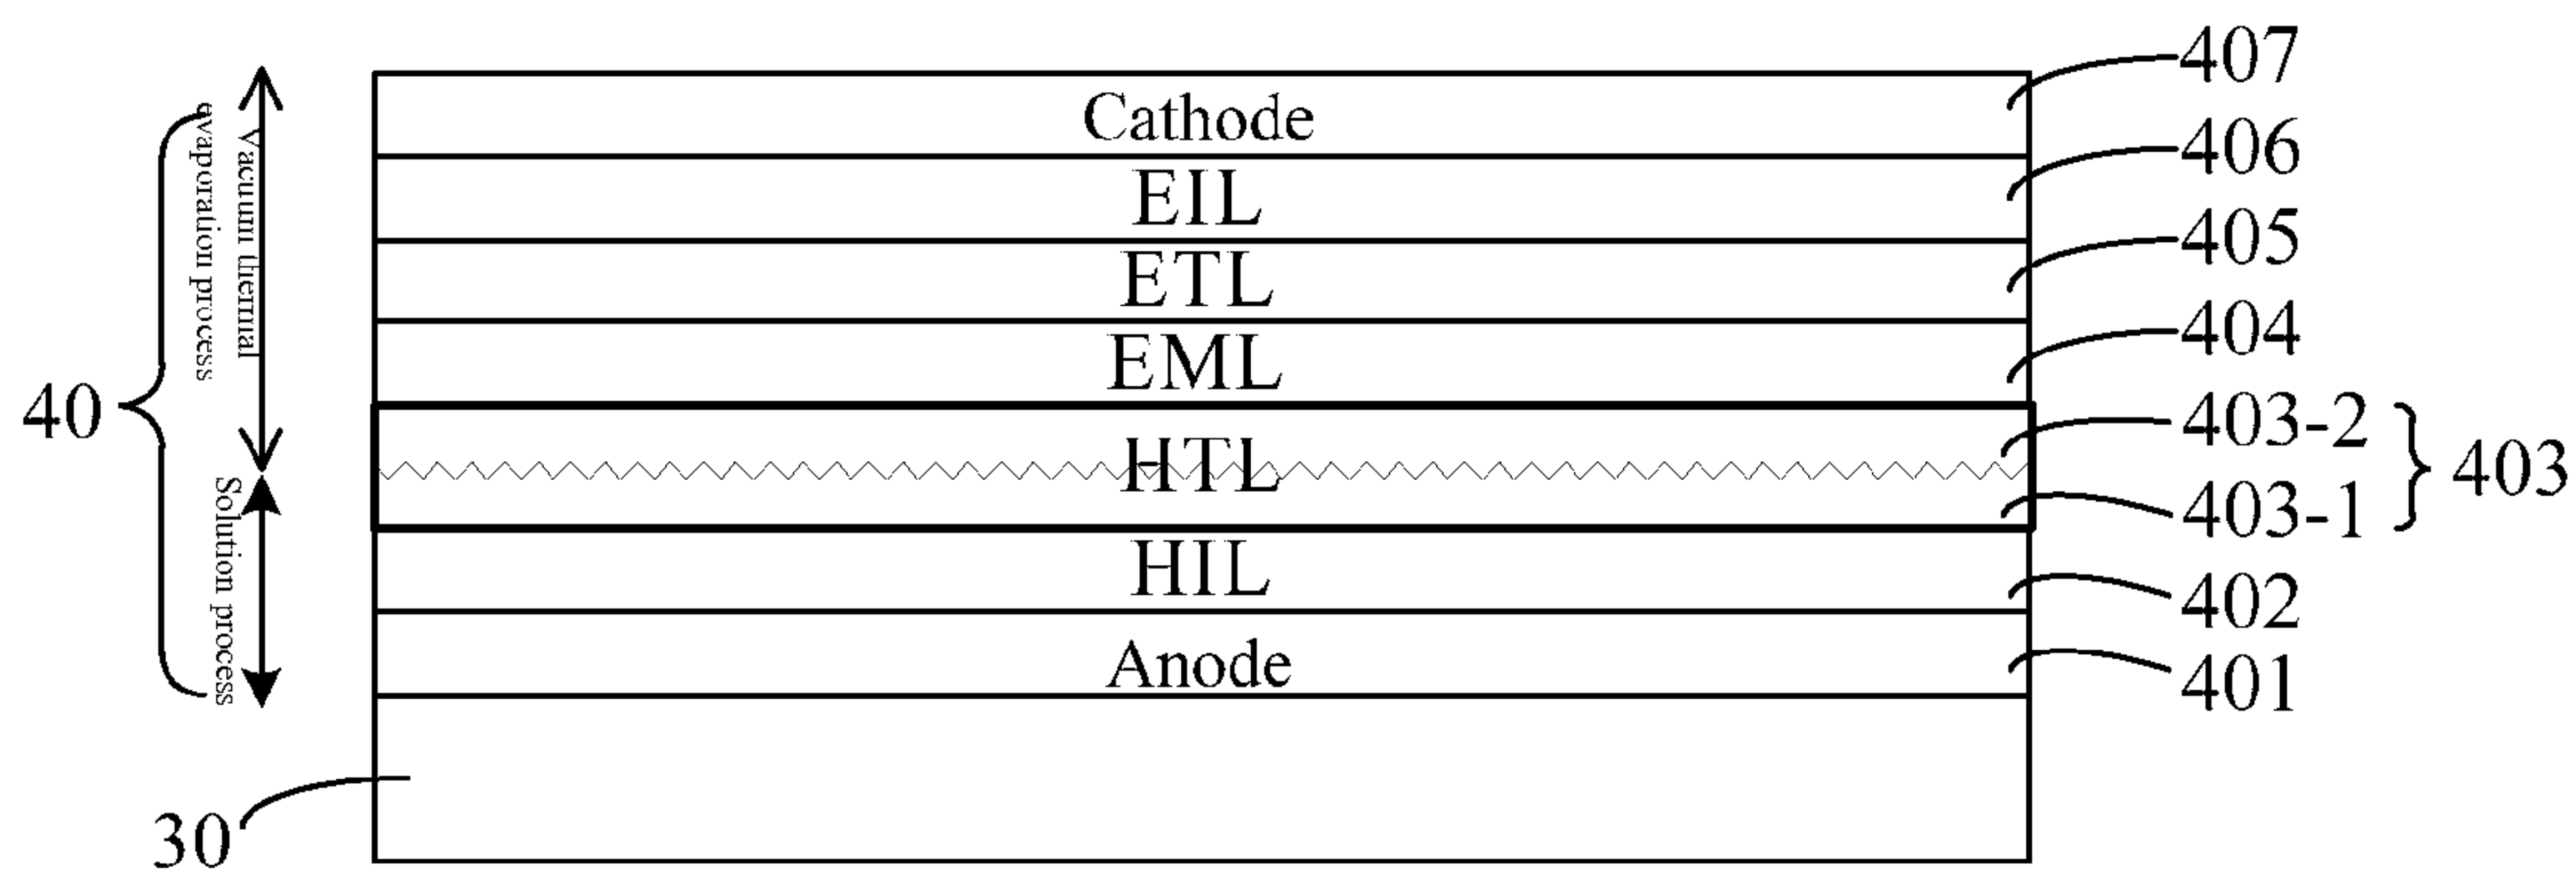 407
Cathode
406
EIL
405
ETL
404
EML
403-2
HTL
403
403-1
HIL
402
Anode
401
40
Vacuum thermal
evaporation process
Solution process
30